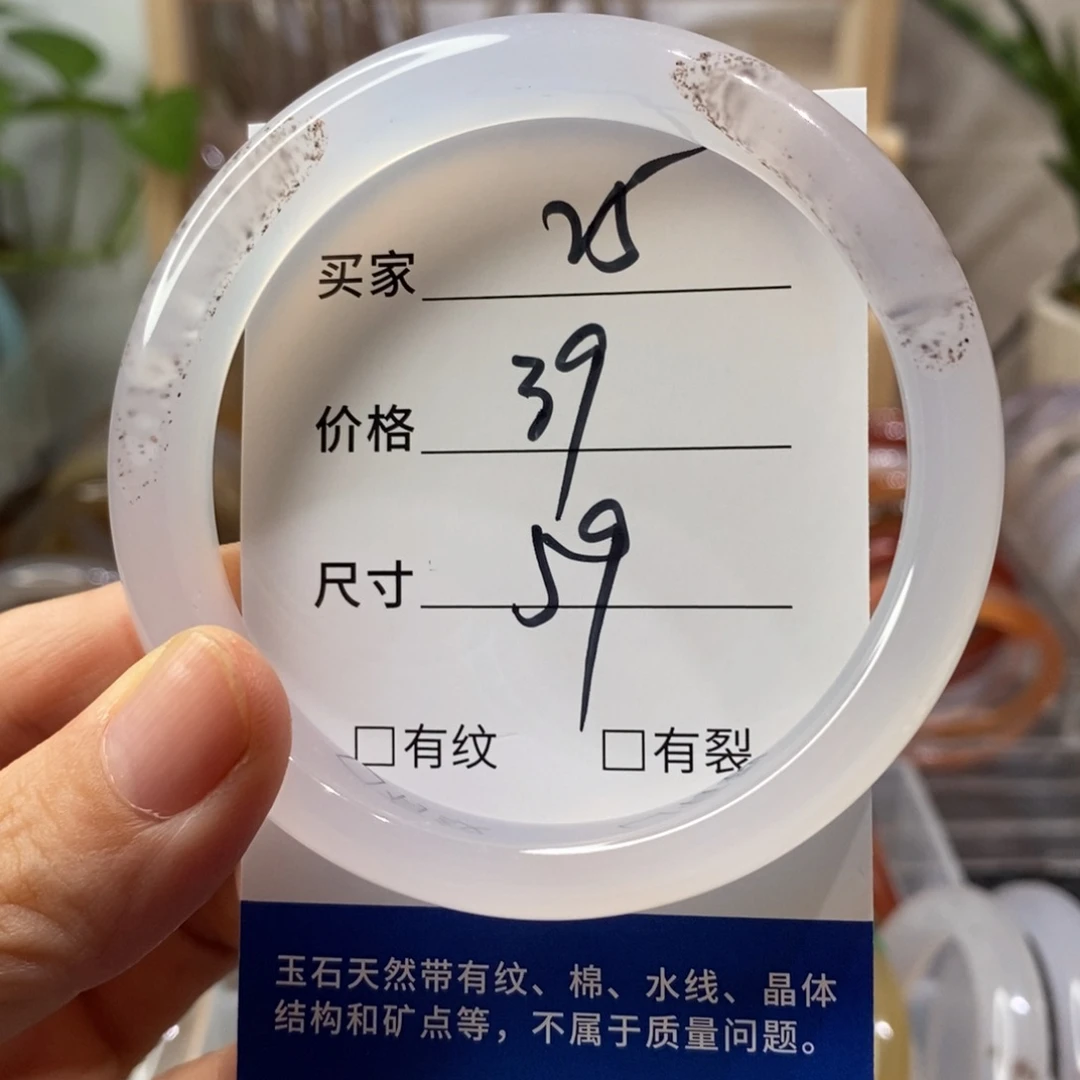 买家 25
价格 39
尺寸 59
□有纹 □有裂
玉石天然带有纹、棉、水线、晶体
结构和矿点等，不属于质量问题。